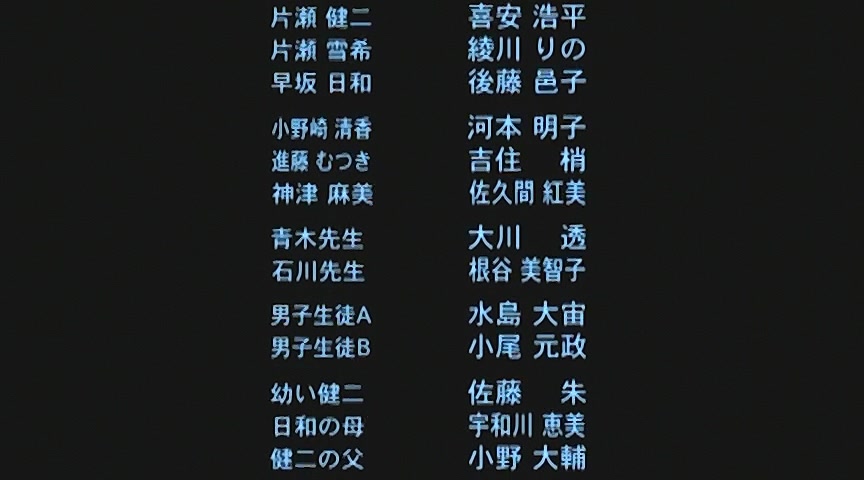 片瀬 健二 喜安 浩平
片瀬 雪希 綾川 りの
早坂 日和 後藤 邑子
小野崎 清香 河本 明子
進藤 むつき 吉住 梢
神津 麻美 佐久間 紅美
青木先生 大川 透
石川先生 根谷 美智子
男子生徒A 水島 大宙
男子生徒B 小尾 元政
幼い健二 佐藤 朱
日和の母 宇和川 恵美
健二の父 小野 大輔